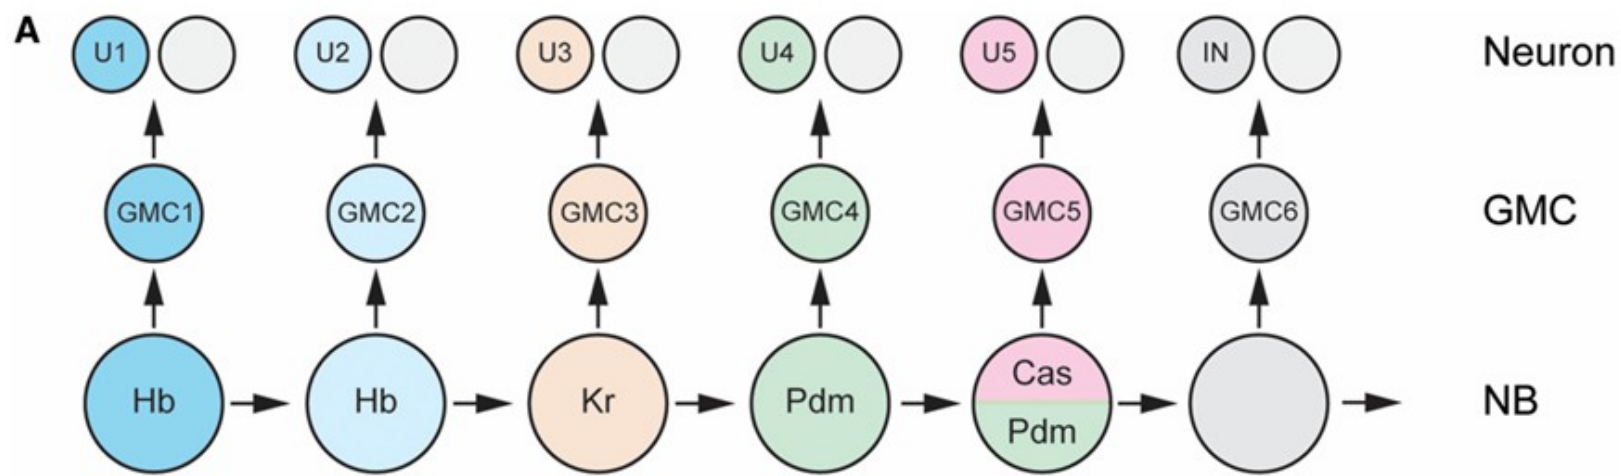 A
U1 U2 U3 U4 U5 IN Neuron
GMC1 GMC2 GMC3 GMC4 GMC5 GMC6 GMC
Hb Hb Kr Pdm Cas Pdm NB